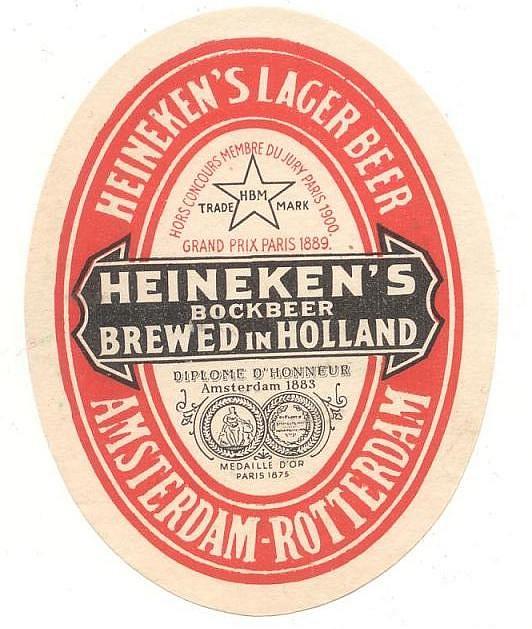 HEINEKEN'S LAGER BEER
HORS CONCOURS MEMBRE DU JURY PARIS 1900.
HBM
TRADE MARK
GRAND PRIX PARIS 1889.
HEINEKEN'S
BOCKBEER
BREWED IN HOLLAND
DIPLOME D'HONNEUR
Amsterdam 1883
MEDAILLE D'OR
PARIS 1875
AMSTERDAM-ROTTERDAM